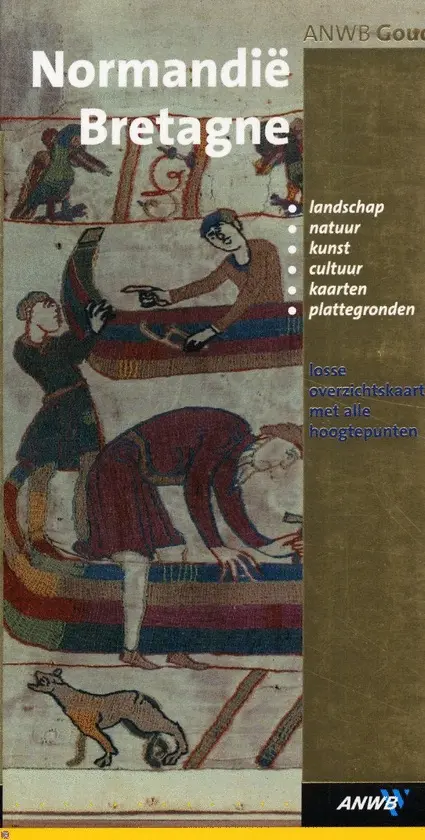 ANWB Goud
Normandië
Bretagne
• landschap
• natuur
• kunst
• cultuur
• kaarten
• plattegronden
losse
overzichtskaart
met alle
hoogtepunten
ANWB